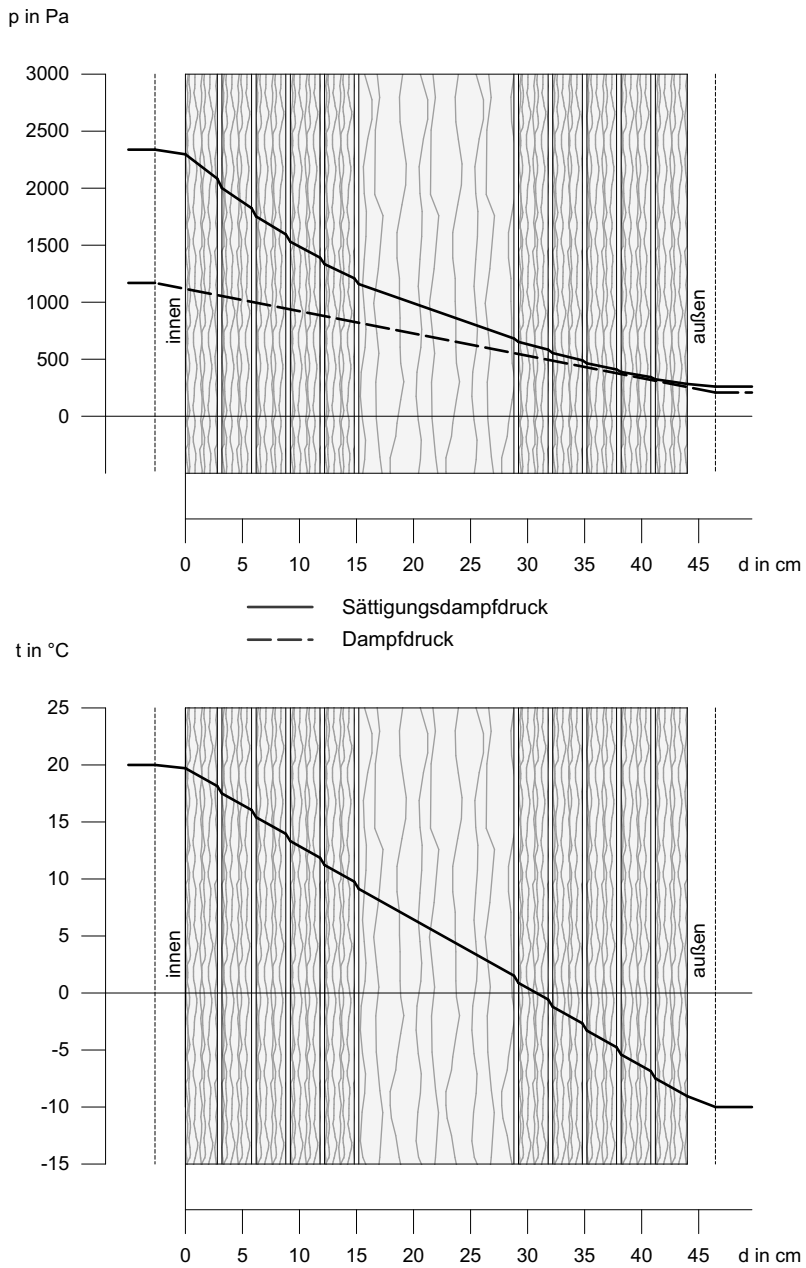 p in Pa
3000
2500
2000
1500
1000
500
0
innen
außen
0 5 10 15 20 25 30 35 40 45 d in cm
Sättigungsdampfdruck
Dampfdruck
t in °C
25
20
15
10
5
0
-5
-10
-15
innen
außen
0 5 10 15 20 25 30 35 40 45 d in cm